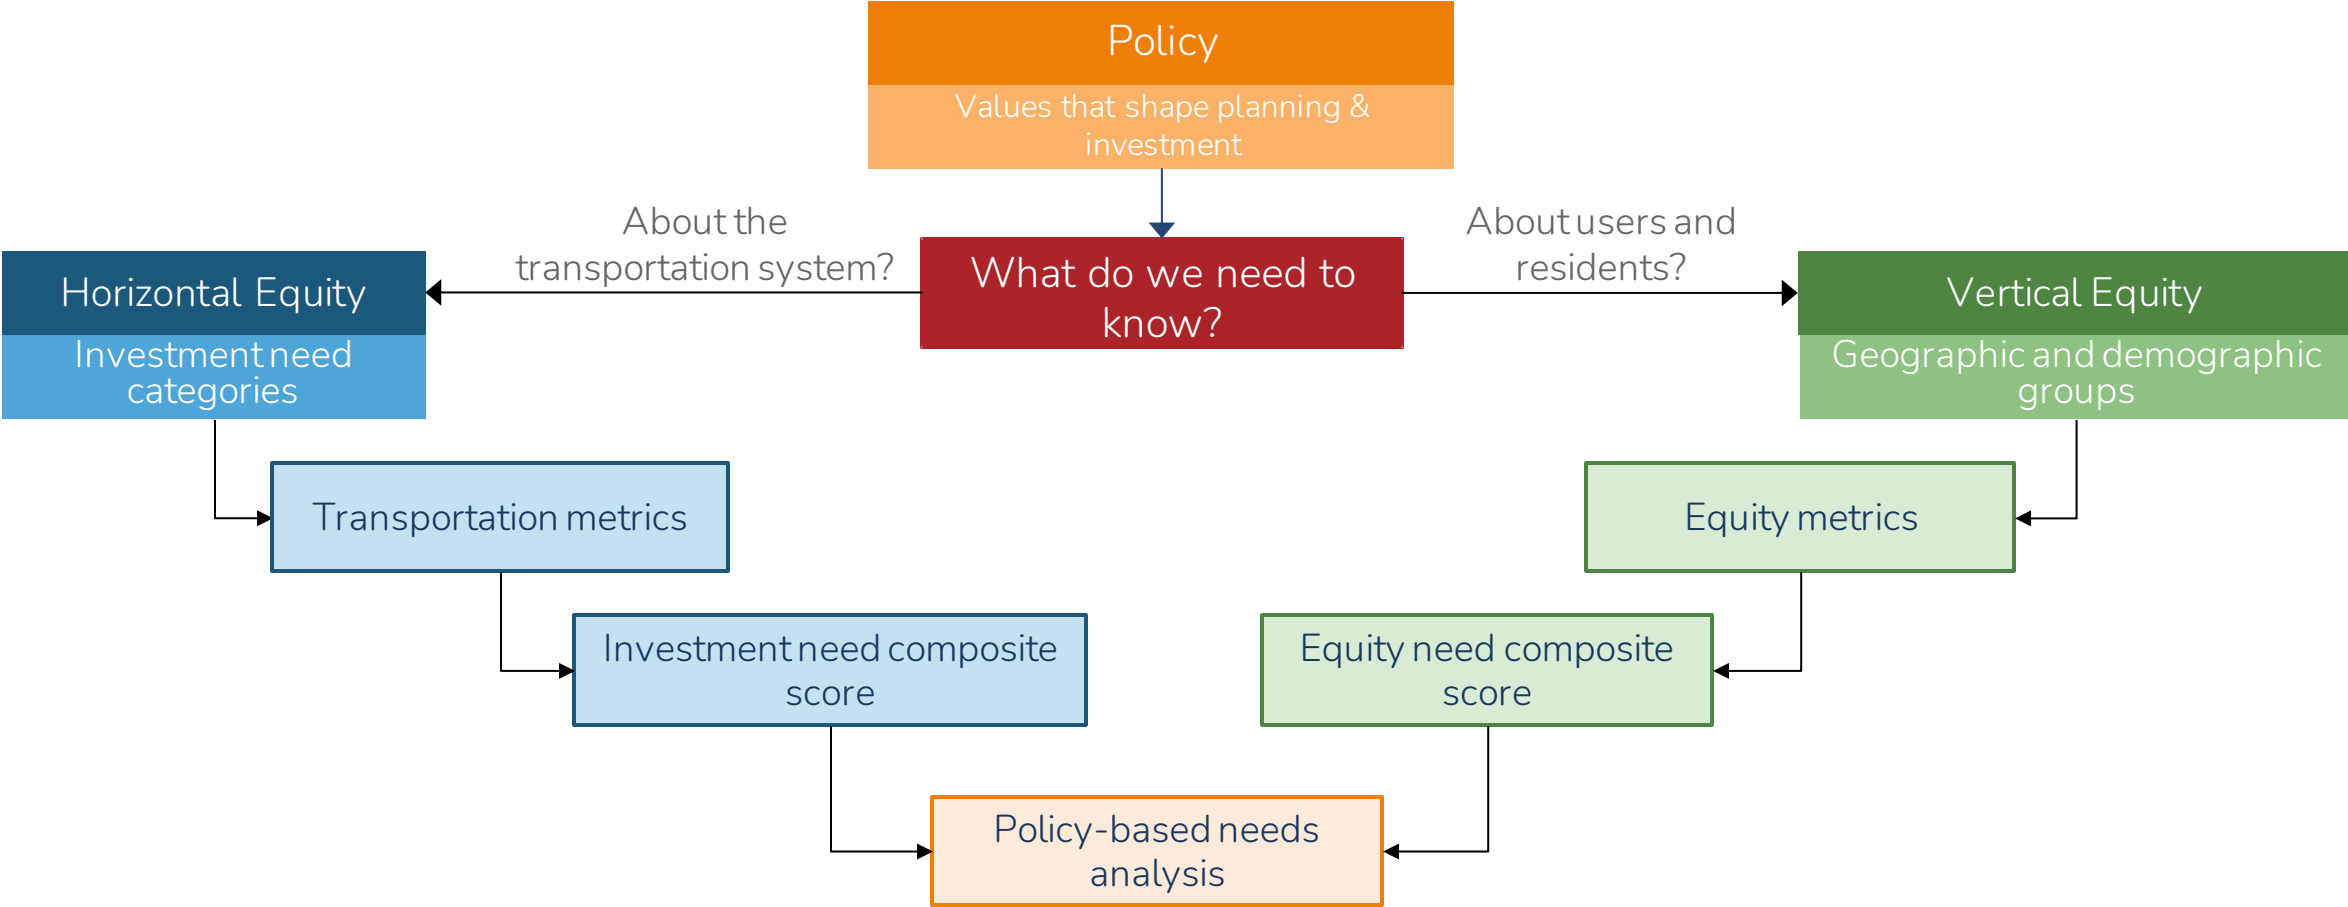 Policy
Values that shape planning &
investment
About the
transportation system?
About users and
residents?
What do we need to
know?
Horizontal Equity
Investment need
categories
Vertical Equity
Geographic and demographic
groups
Transportation metrics
Equity metrics
Investment need composite
score
Equity need composite
score
Policy-based needs
analysis